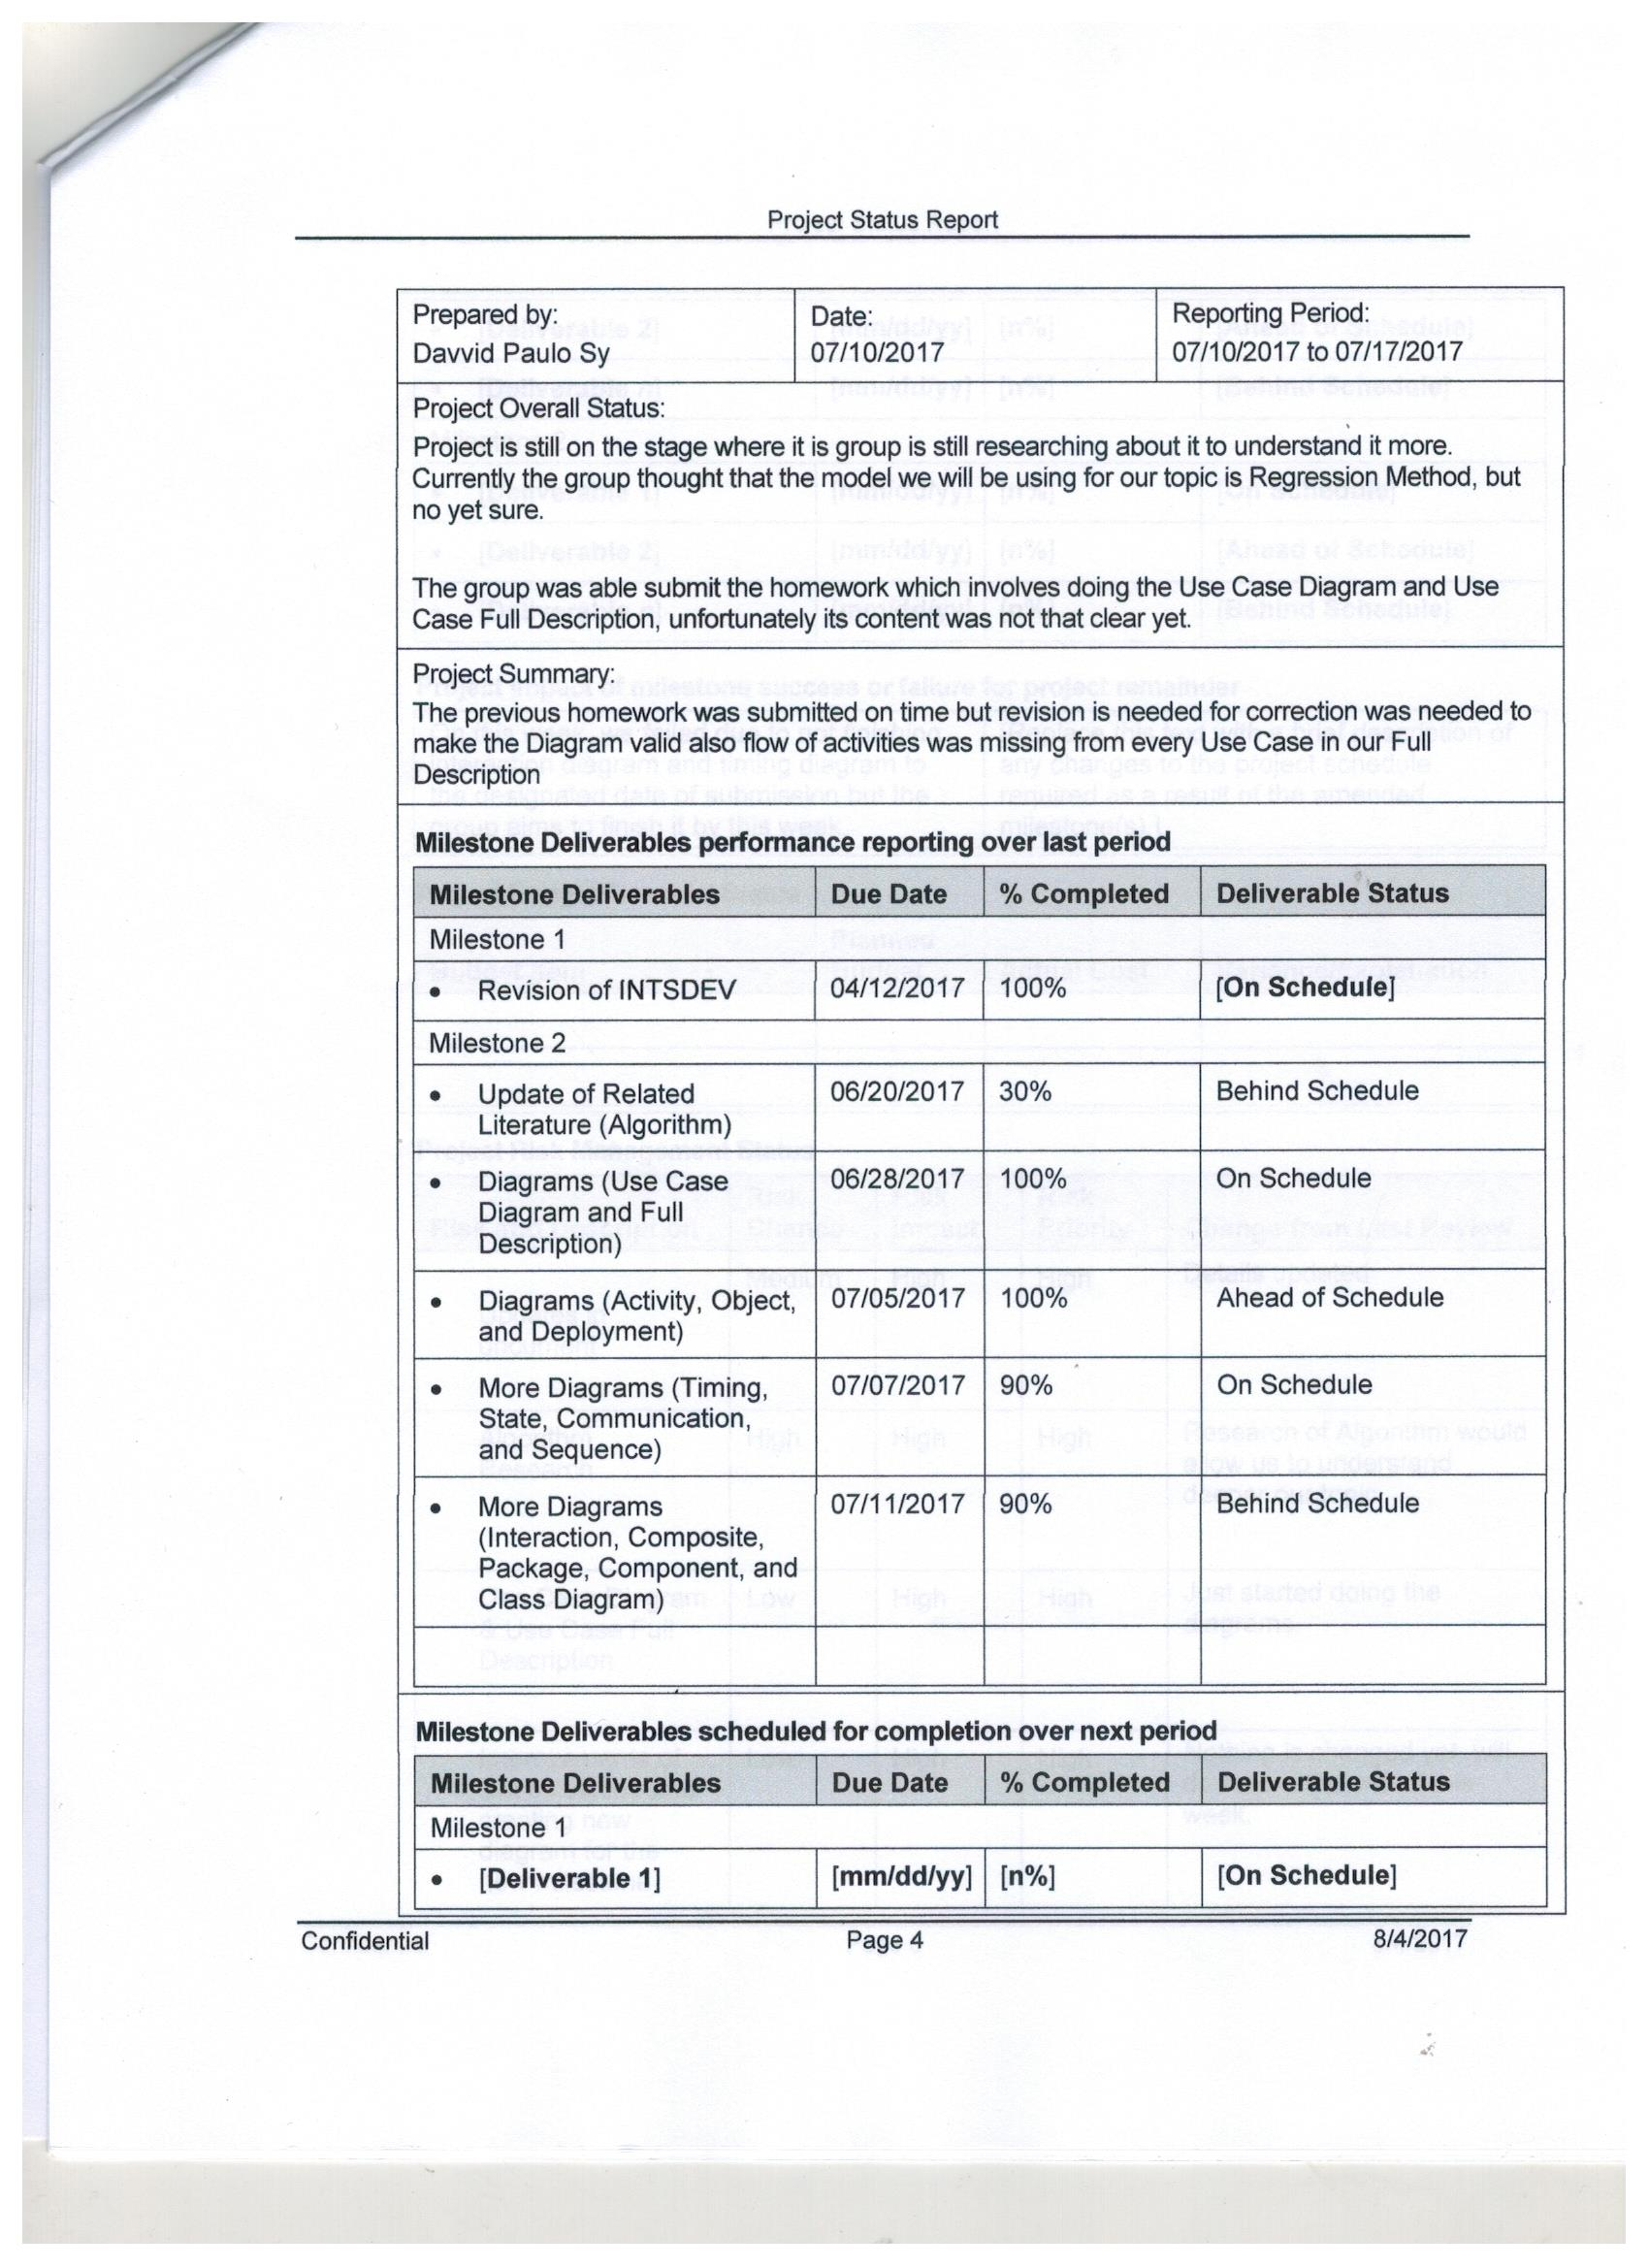 Project Status Report
Prepared by:
Davvid Paulo Sy
Date:
07/10/2017
Reporting Period:
07/10/2017 to 07/17/2017
Project Overall Status:
Project is still on the stage where it is group is still researching about it to understand it more.
Currently the group thought that the model we will be using for our topic is Regression Method, but
no yet sure.
The group was able submit the homework which involves doing the Use Case Diagram and Use
Case Full Description, unfortunately its content was not that clear yet.
Project Summary:
The previous homework was submitted on time but revision is needed for correction was needed to
make the Diagram valid also flow of activities was missing from every Use Case in our Full
Description
Milestone Deliverables performance reporting over last period
Milestone Deliverables Due Date % Completed Deliverable Status
Milestone 1
• Revision of INTSDEV 04/12/2017 100% [On Schedule]
Milestone 2
• Update of Related 06/20/2017 30% Behind Schedule
Literature (Algorithm)
• Diagrams (Use Case 06/28/2017 100% On Schedule
Diagram and Full
Description)
• Diagrams (Activity, Object, 07/05/2017 100% Ahead of Schedule
and Deployment)
• More Diagrams (Timing, 07/07/2017 90% On Schedule
State, Communication,
and Sequence)
• More Diagrams 07/11/2017 90% Behind Schedule
(Interaction, Composite,
Package, Component, and
Class Diagram)
Milestone Deliverables scheduled for completion over next period
Milestone Deliverables Due Date % Completed Deliverable Status
Milestone 1
• [Deliverable 1] [mm/dd/yy] [n%] [On Schedule]
Confidential Page 4 8/4/2017